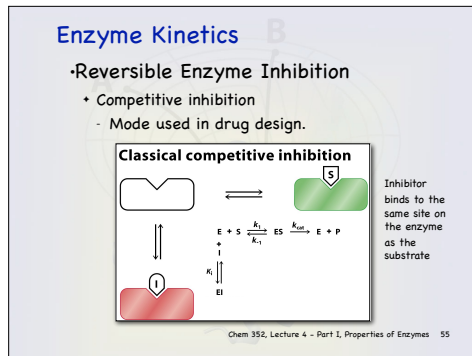 Enzyme Kinetics
•Reversible Enzyme Inhibition
✦ Competitive inhibition
- Mode used in drug design.
Classical competitive inhibition
S
Inhibitor
binds to the
same site on
the enzyme
as the
substrate
E + S k₁ k₋₁ ES k_cat E + P
+
I
Kᵢ
EI
I
Chem 352, Lecture 4 - Part I, Properties of Enzymes 55
B